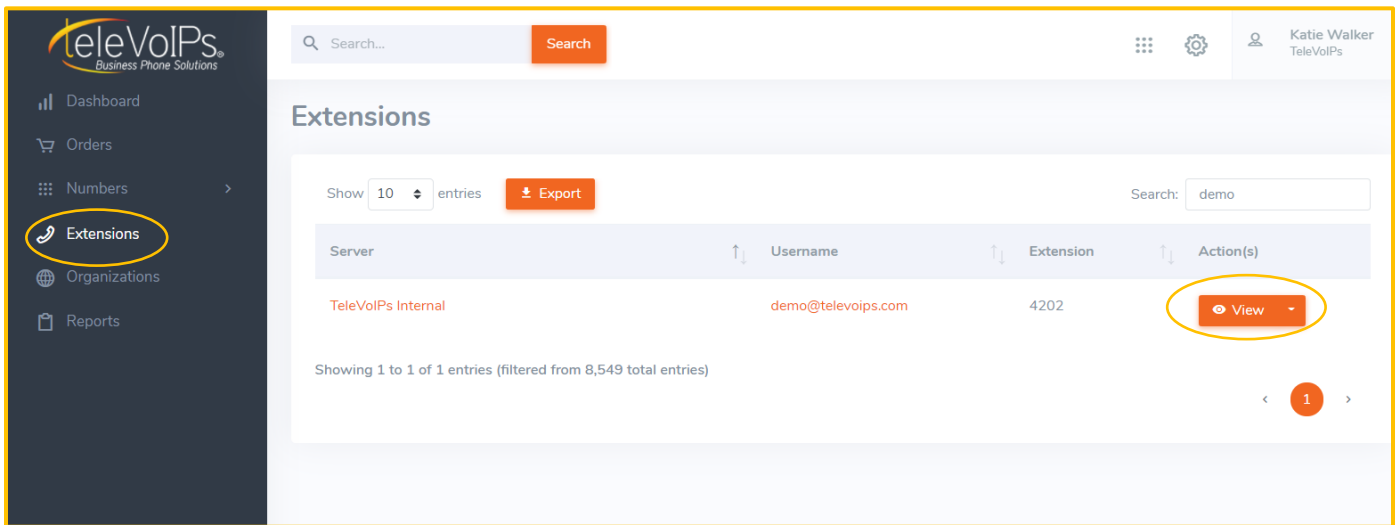 teleVoIPs®
Business Phone Solutions
Search...
Search
Katie Walker
TeleVoIPs
Dashboard
Orders
Numbers
Extensions
Organizations
Reports
Extensions
Show 10 entries
Export
Search: demo
Server Username Extension Action(s)
TeleVoIPs Internal demo@televoips.com 4202 View
Showing 1 to 1 of 1 entries (filtered from 8,549 total entries)
1